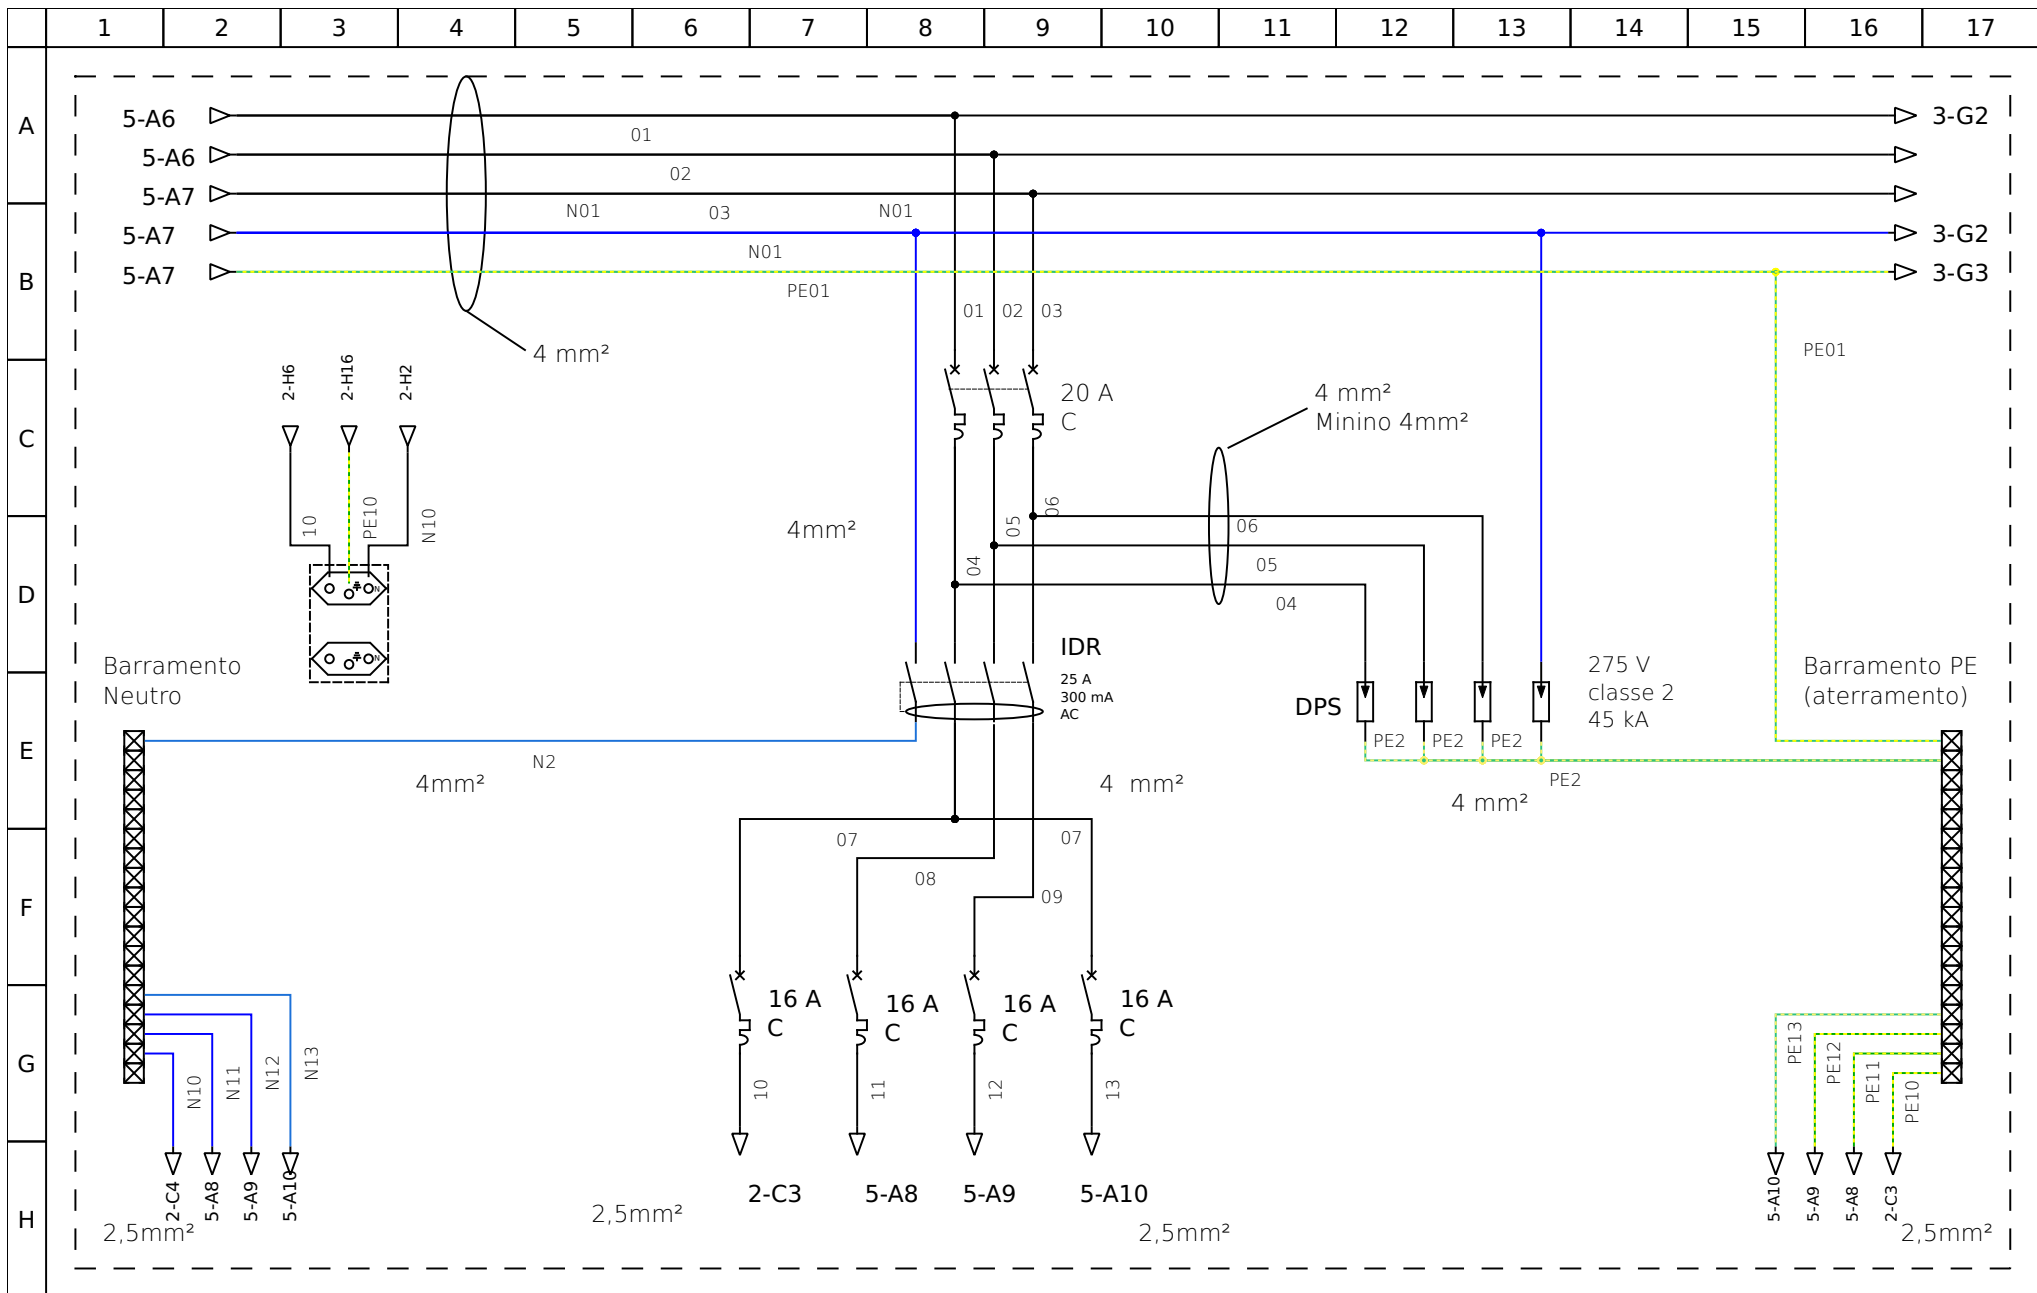 1 2 3 4 5 6 7 8 9 10 11 12 13 14 15 16 17
A
5-A6
01
3-G2
5-A6
02
5-A7
N01 03 N01
5-A7
N01
3-G2
B
5-A7
PE01
3-G3
01 02 03
4 mm²
PE01
2-H6 2-H16 2-H2
20 A
C
4 mm²
Minino 4mm²
C
10 PE10 N10
4mm²
04 05 06
06
05
04
D
N
N
IDR
25 A
300 mA
AC
Barramento
Neutro
DPS
275 V
classe 2
45 kA
Barramento PE
(aterramento)
E
N2
PE2 PE2 PE2
PE2
4mm²
4 mm²
4 mm²
07
07
08
09
F
16 A
C
16 A
C
16 A
C
16 A
C
G
N10 N11 N12 N13
10 11 12 13
PE13 PE12 PE11 PE10
H
2-C4 5-A8 5-A9 5-A10
2-C3 5-A8 5-A9 5-A10
5-A10 5-A9 5-A8 2-C3
2,5mm²
2,5mm²
2,5mm²
2,5mm²